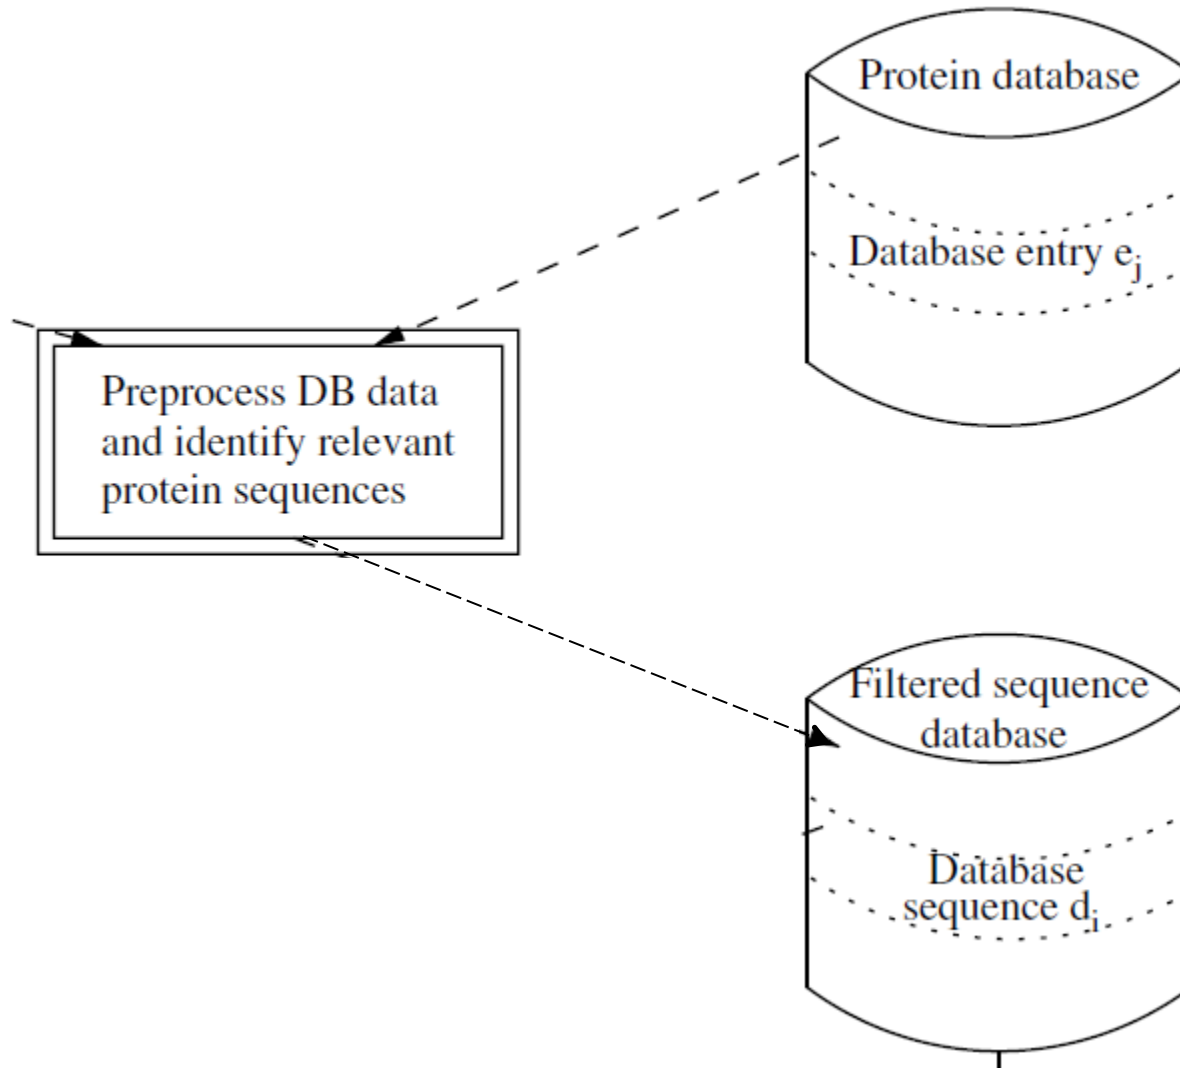 Protein database
Database entry e_j
Preprocess DB data
and identify relevant
protein sequences
Filtered sequence
database
Database
sequence d_i